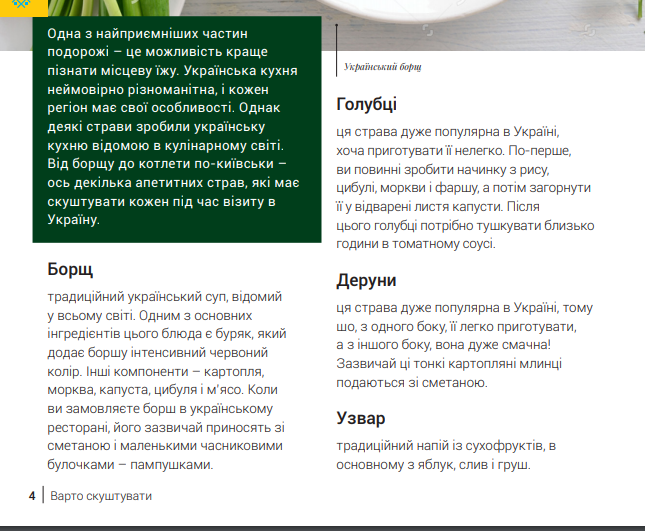 Одна з найприємніших частин
подорожі – це можливість краще
пізнати місцеву їжу. Українська кухня
неймовірно різноманітна, і кожен
регіон має свої особливості. Однак
деякі страви зробили українську
кухню відомою в кулінарному світі.
Від борщу до котлети по-київськи –
ось декілька апетитних страв, які має
скуштувати кожен під час візиту в
Україну.
Борщ
традиційний український суп, відомий
у всьому світі. Одним з основних
інгредієнтів цього блюда є буряк, який
додає борщу інтенсивний червоний
колір. Інші компоненти – картопля,
морква, капуста, цибуля і м’ясо. Коли
ви замовляєте борщ в українському
ресторані, його зазвичай приносять зі
сметаною і маленькими часниковими
булочками – пампушками.
Український борщ
Голубці
ця страва дуже популярна в Україні,
хоча приготувати її нелегко. По-перше,
ви повинні зробити начинку з рису,
цибулі, моркви і фаршу, а потім загорнути
її у відварені листя капусти. Після
цього голубці потрібно тушкувати близько
години в томатному соусі.
Деруни
ця страва дуже популярна в Україні, тому
шо, з одного боку, її легко приготувати,
а з іншого боку, вона дуже смачна!
Зазвичай ці тонкі картопляні млинці
подаються зі сметаною.
Узвар
традиційний напій із сухофруктів, в
основному з яблук, слив і груш.
4 Варто скуштувати